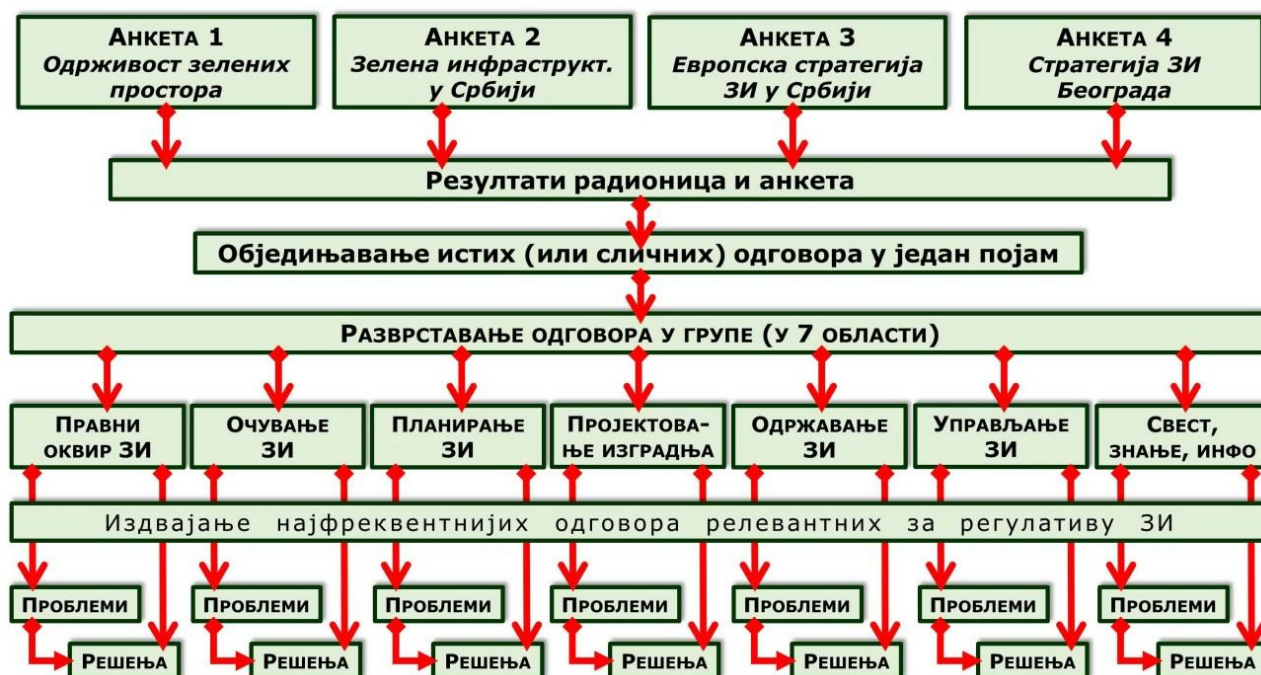 АНКЕТА 1
Одрживост зелених
простора
АНКЕТА 2
Зелена инфраструкт.
у Србији
АНКЕТА 3
Европска стратегија
ЗИ у Србији
АНКЕТА 4
Стратегија ЗИ
Београда
Резултати радионица и анкета
Обједињавање истих (или сличних) одговора у један појам
РАЗВРСТАВАЊЕ ОДГОВОРА У ГРУПЕ (У 7 ОБЛАСТИ)
ПРАВНИ
ОКВИР ЗИ
ОЧУВАЊЕ
ЗИ
ПЛАНИРАЊЕ
ЗИ
ПРОЈЕКТОВА-
ЊЕ ИЗГРАДЊА
ОДРЖАВАЊЕ
ЗИ
УПРАВЉАЊЕ
ЗИ
СВЕСТ,
ЗНАЊЕ, ИНФО
Издвајање најфреквентнијих одговора релевантних за регулативу ЗИ
ПРОБЛЕМИ
ПРОБЛЕМИ
ПРОБЛЕМИ
ПРОБЛЕМИ
ПРОБЛЕМИ
ПРОБЛЕМИ
ПРОБЛЕМИ
РЕШЕЊА
РЕШЕЊА
РЕШЕЊА
РЕШЕЊА
РЕШЕЊА
РЕШЕЊА
РЕШЕЊА